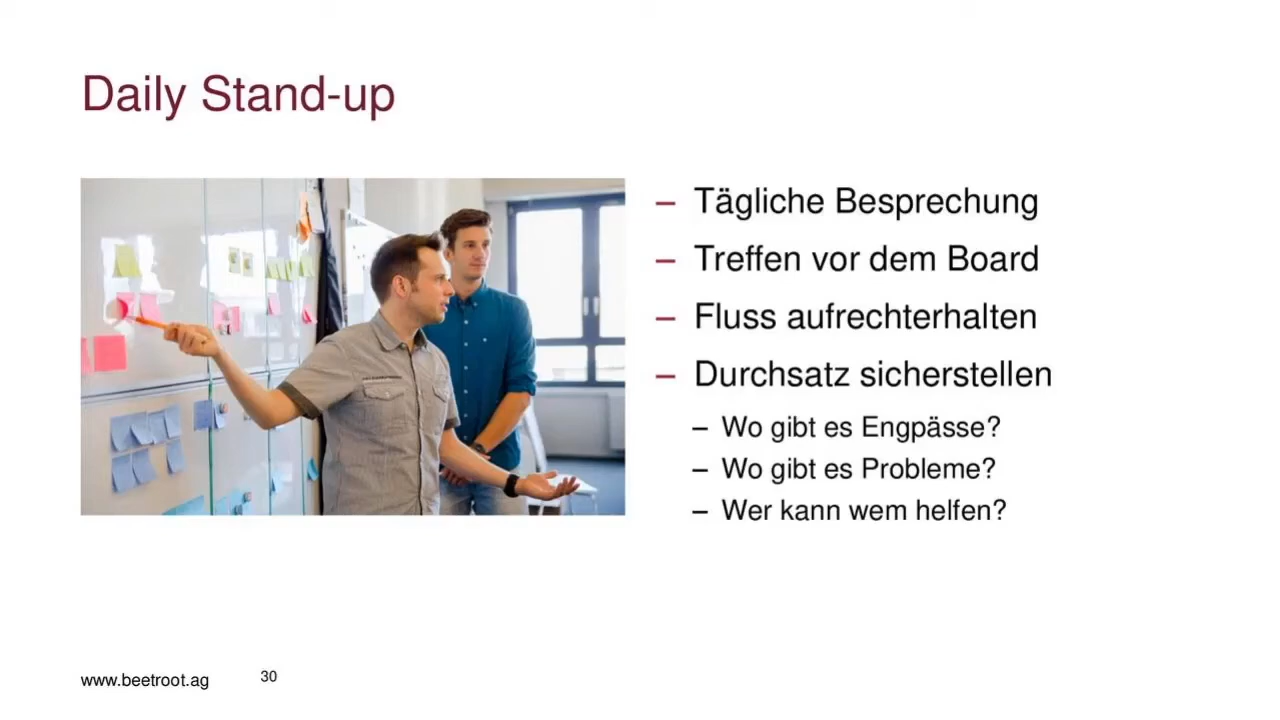 Daily Stand-up
– Tägliche Besprechung
– Treffen vor dem Board
– Fluss aufrechterhalten
– Durchsatz sicherstellen
– Wo gibt es Engpässe?
– Wo gibt es Probleme?
– Wer kann wem helfen?
www.beetroot.ag
30